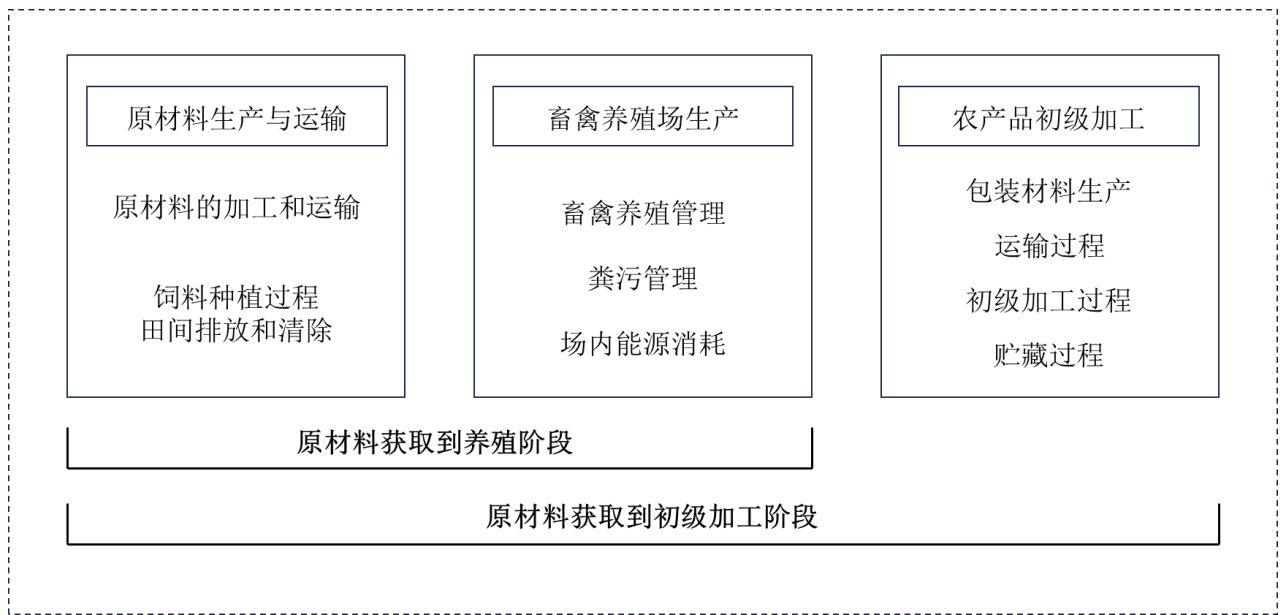 原材料生产与运输
原材料的加工和运输
饲料种植过程
田间排放和清除
畜禽养殖场生产
畜禽养殖管理
粪污管理
场内能源消耗
农产品初级加工
包装材料生产
运输过程
初级加工过程
贮藏过程
原材料获取到养殖阶段
原材料获取到初级加工阶段